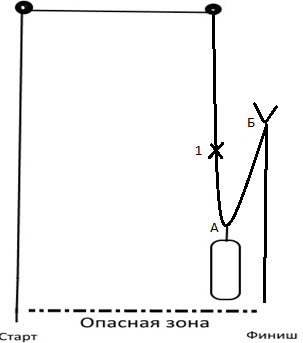 Б
1
А
Опасная зона
Старт
Финиш